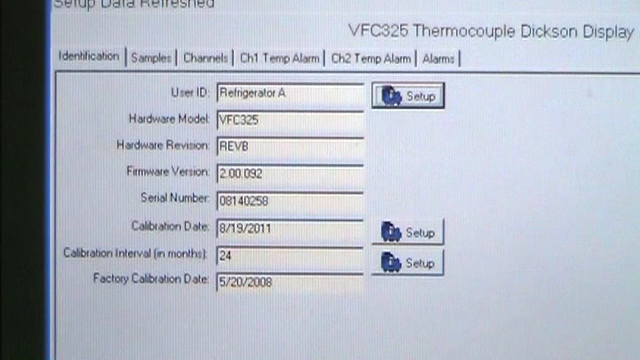 Setup Data Refreshed
VFC325 Thermocouple Dickson Display
Identification Samples Channels Ch1 Temp Alarm Ch2 Temp Alarm Alarms
User ID: Refrigerator A Setup
Hardware Model: VFC325
Hardware Revision: REVB
Firmware Version: 2.00.092
Serial Number: 08140258
Calibration Date: 8/19/2011 Setup
Calibration Interval (in months): 24 Setup
Factory Calibration Date: 5/20/2008